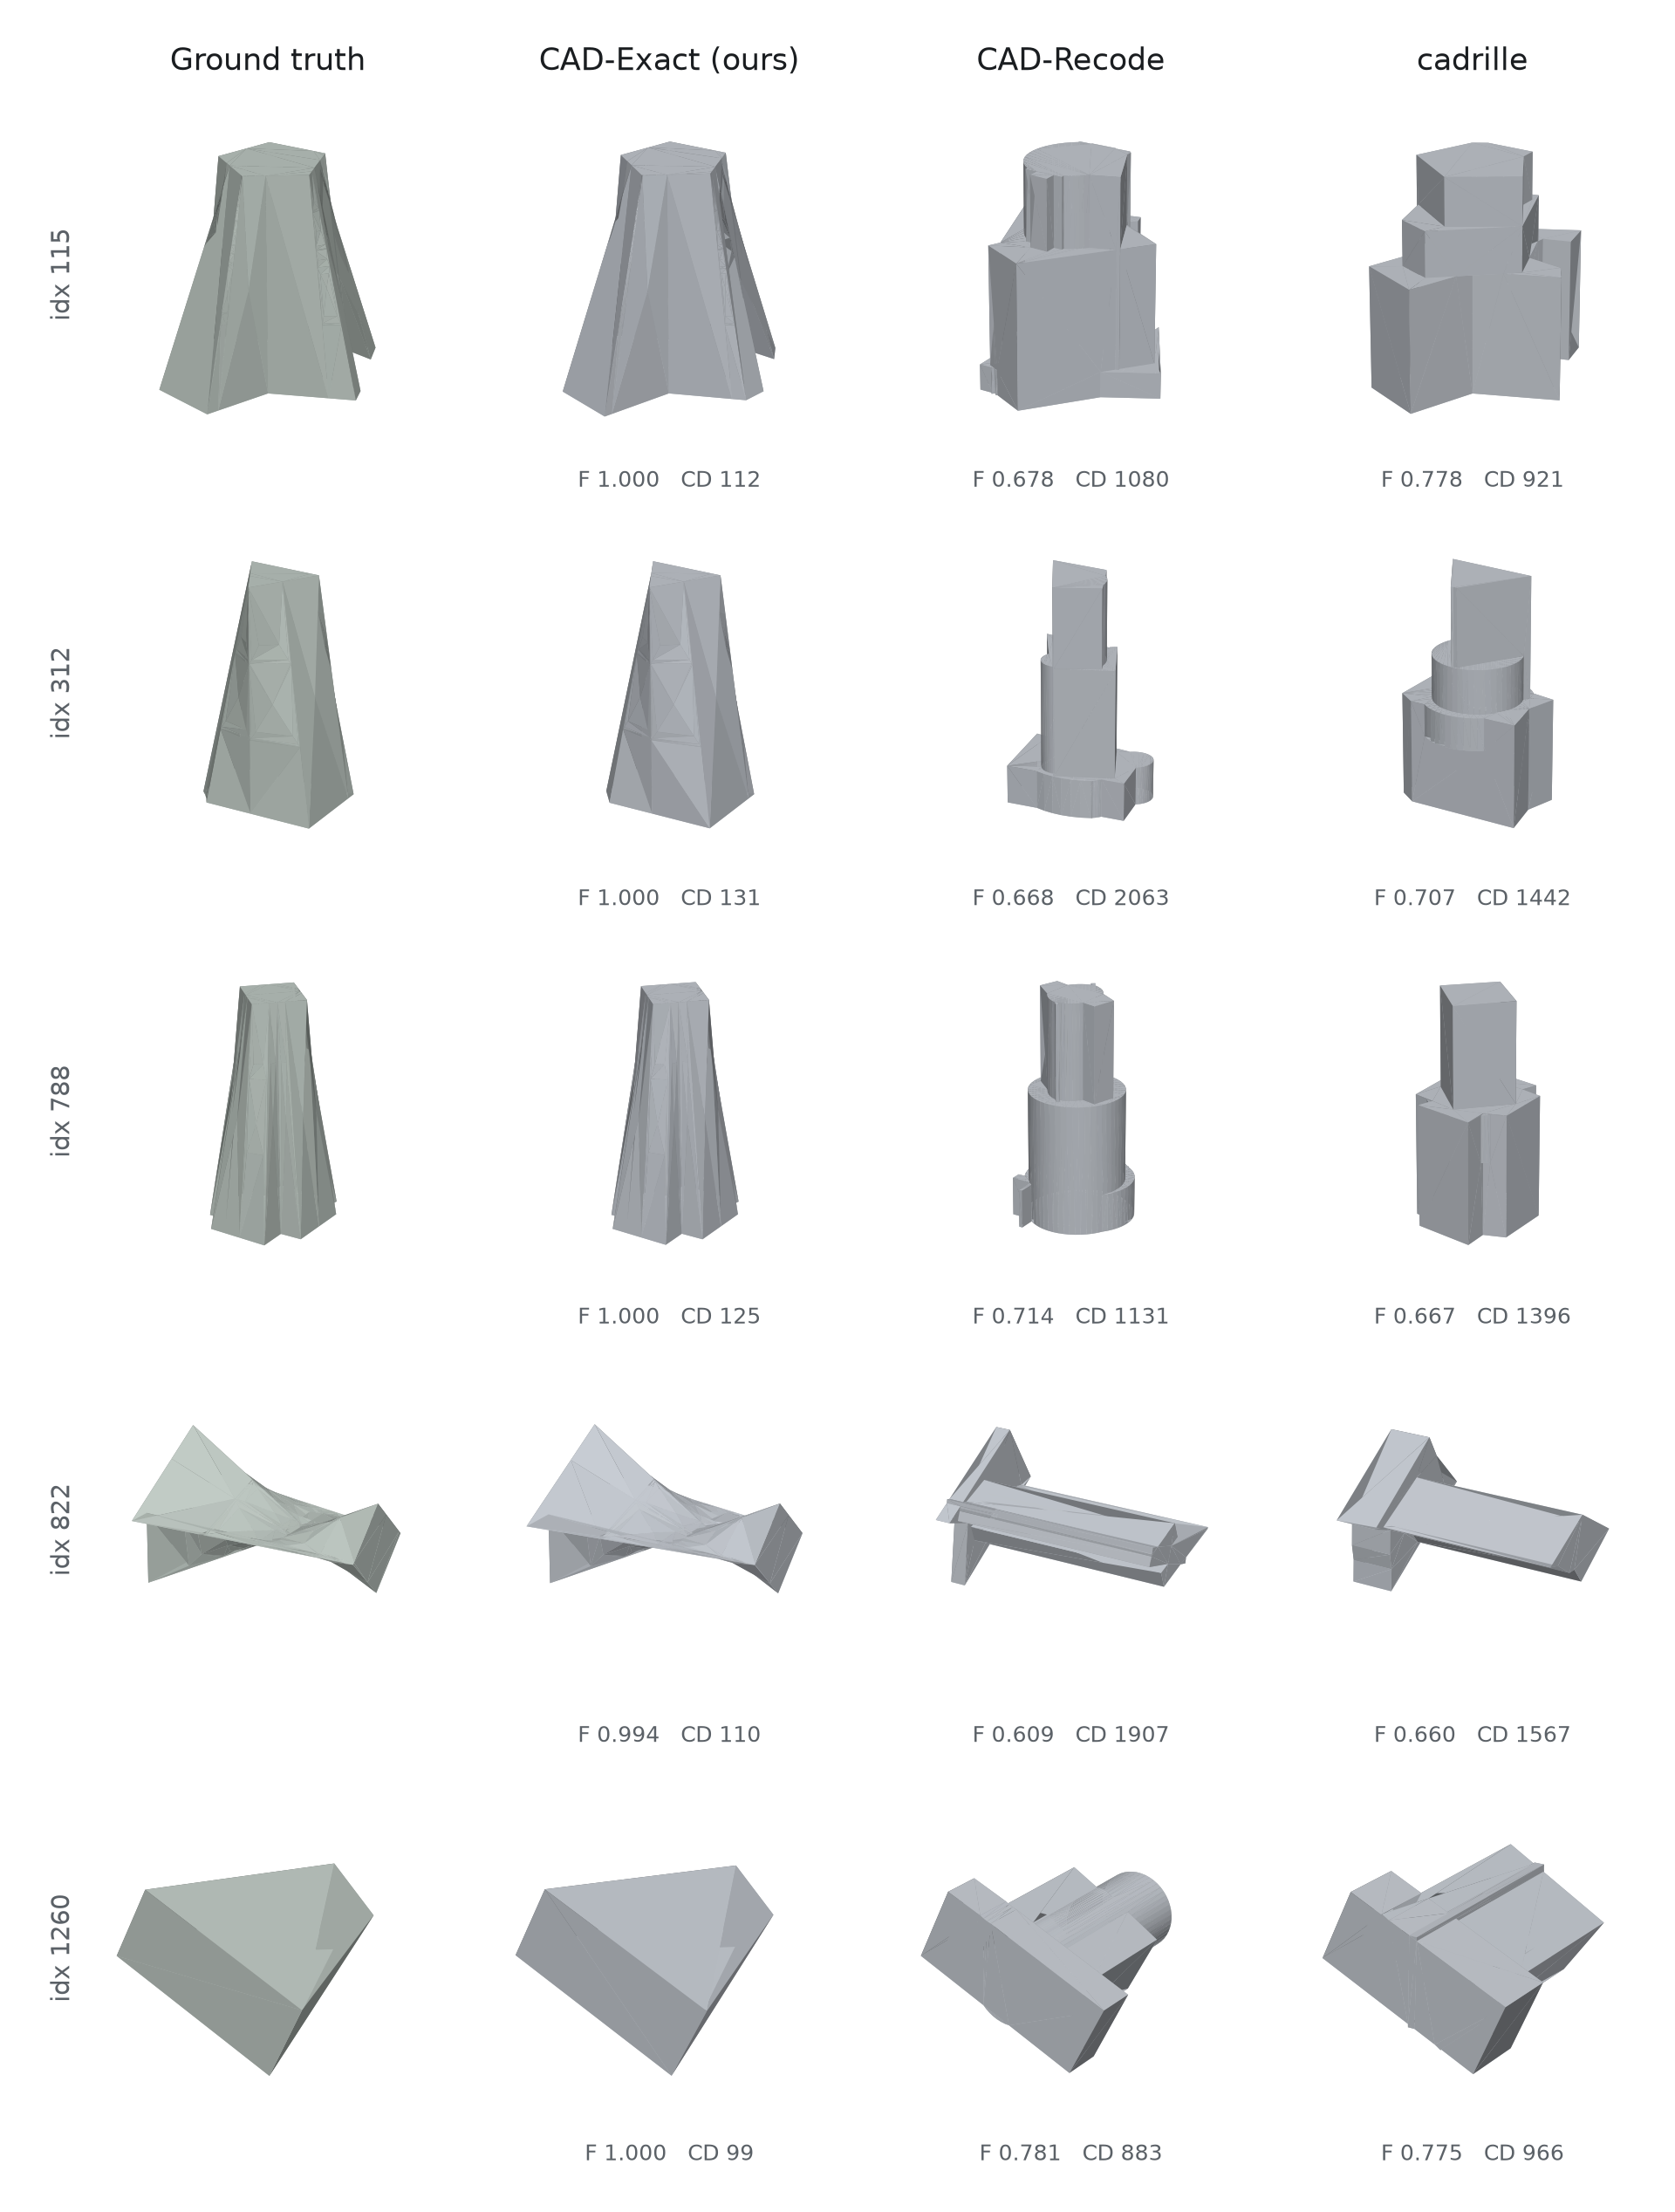 Ground truth CAD-Exact (ours) CAD-Recode cadrille
idx 115
F 1.000 CD 112 F 0.678 CD 1080 F 0.778 CD 921
idx 312
F 1.000 CD 131 F 0.668 CD 2063 F 0.707 CD 1442
idx 788
F 1.000 CD 125 F 0.714 CD 1131 F 0.667 CD 1396
idx 822
F 0.994 CD 110 F 0.609 CD 1907 F 0.660 CD 1567
idx 1260
F 1.000 CD 99 F 0.781 CD 883 F 0.775 CD 966